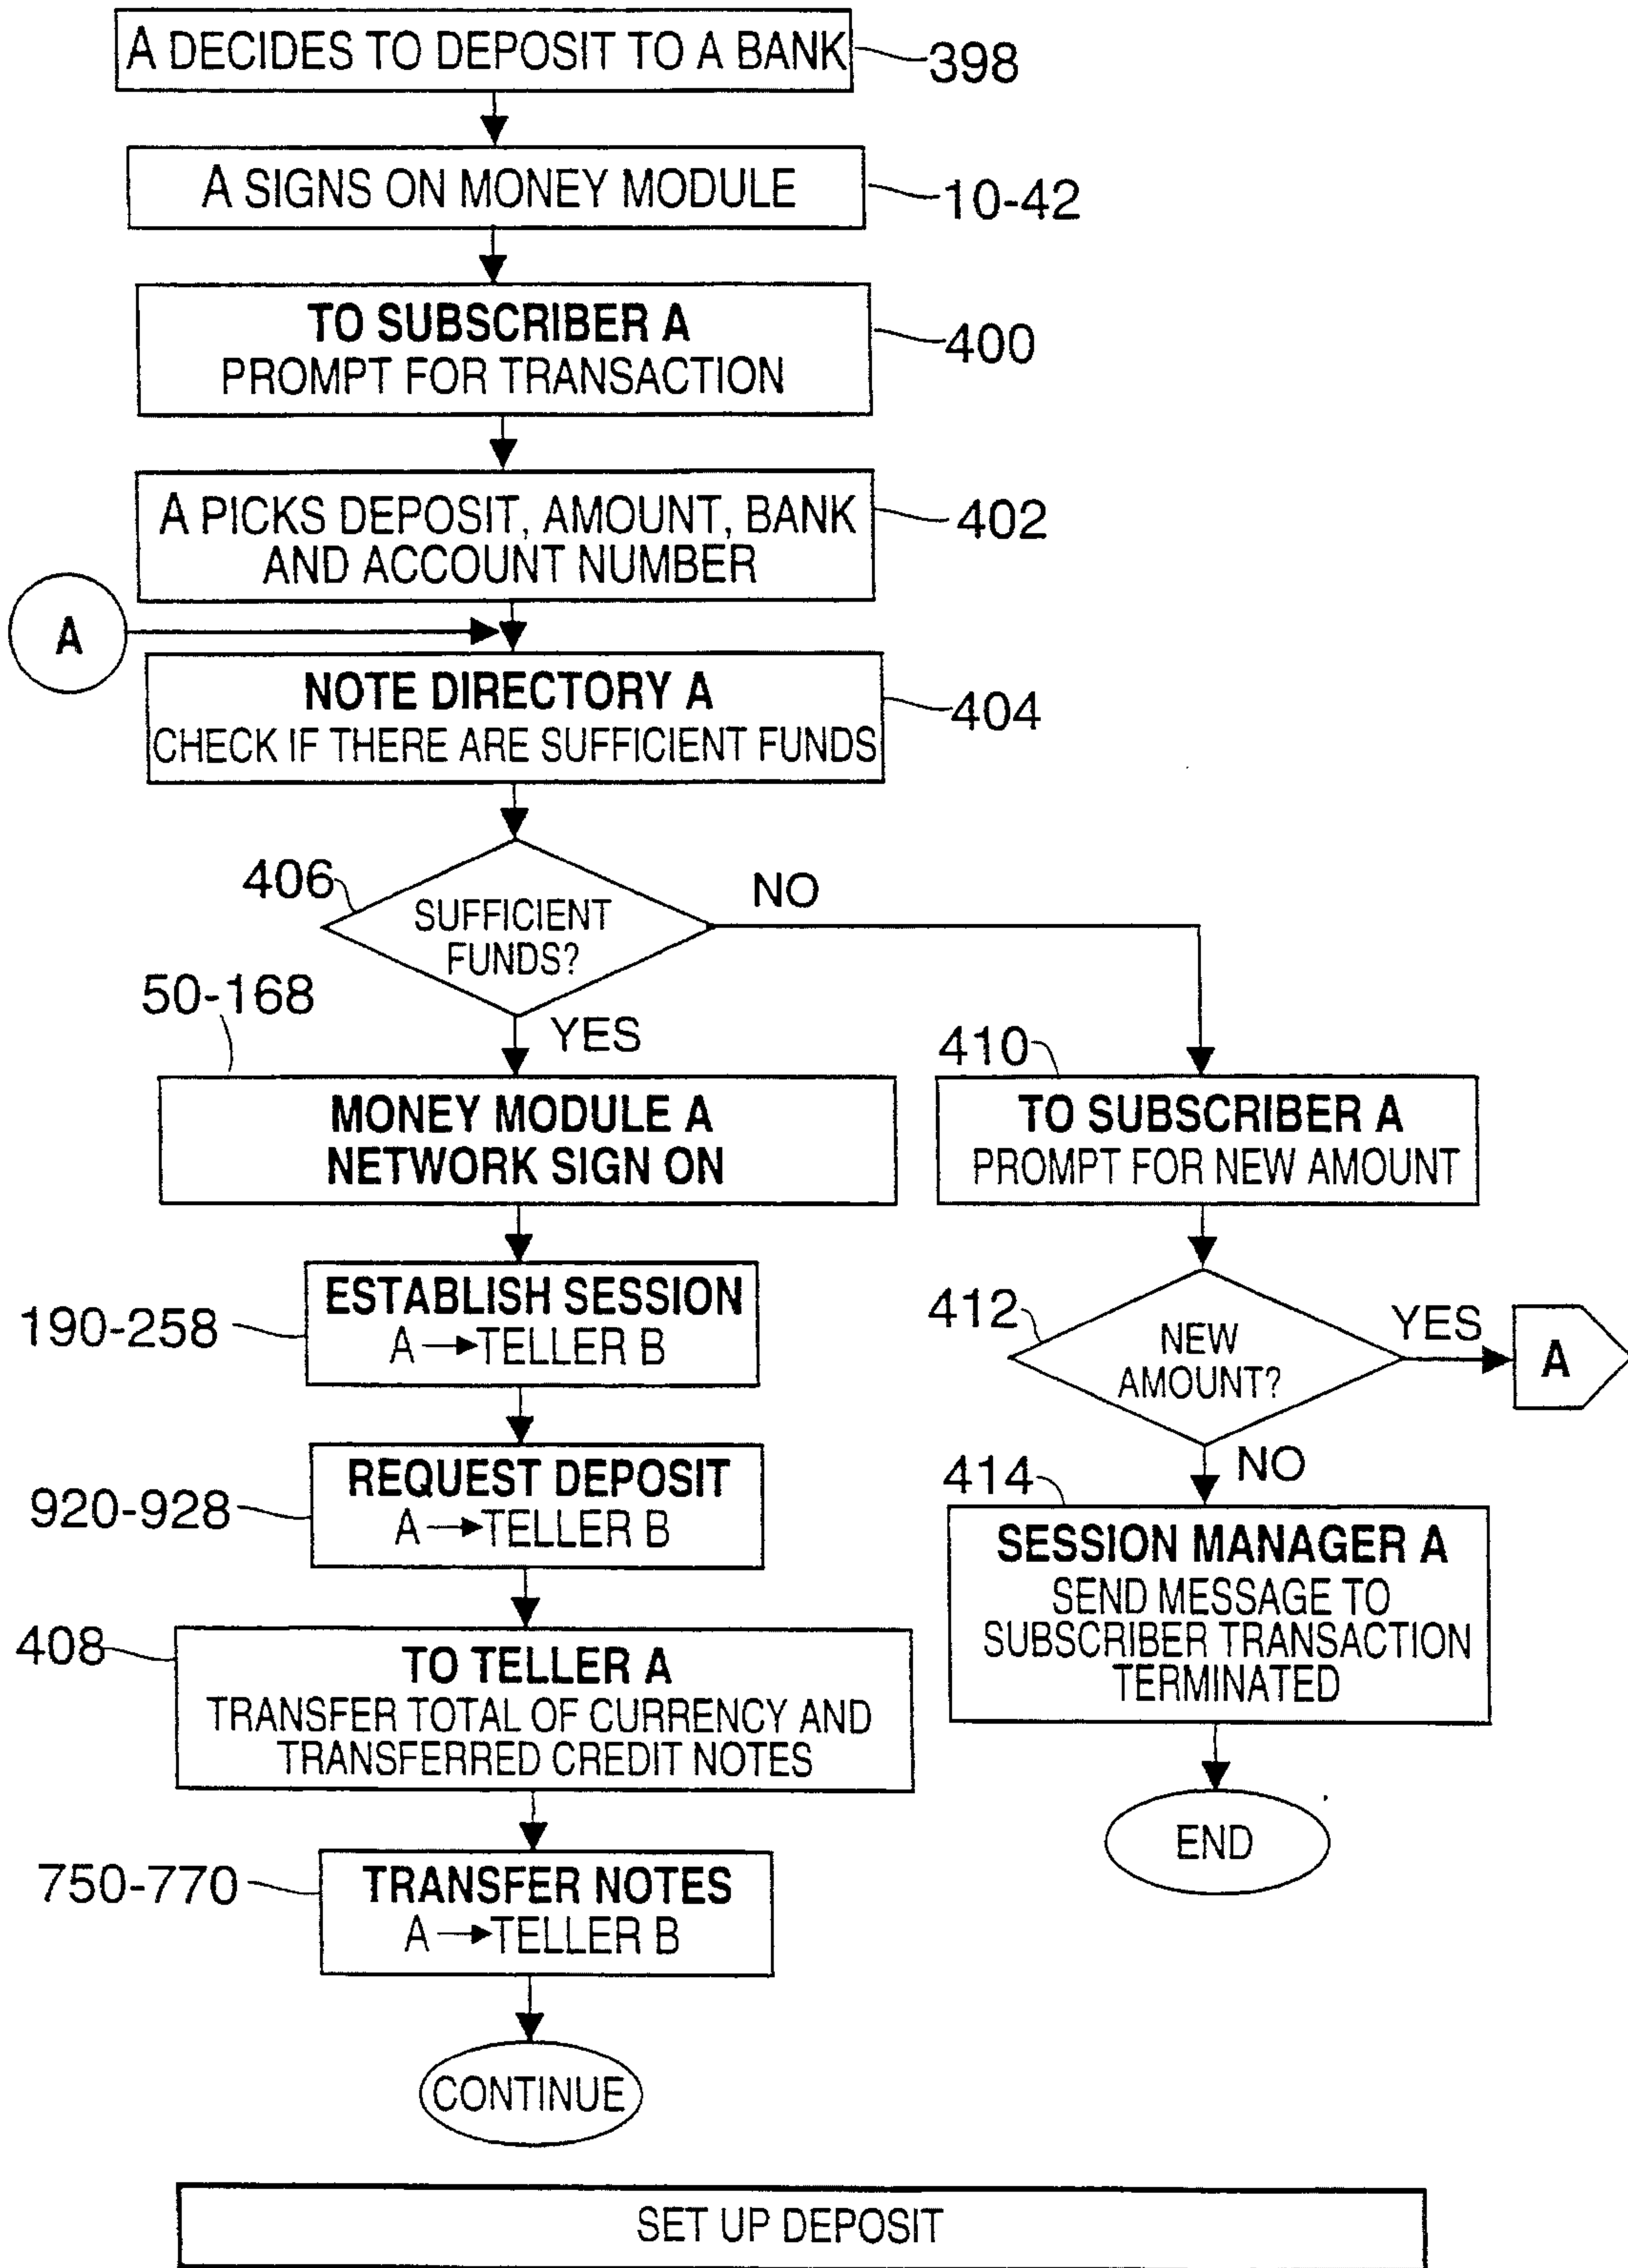 A DECIDES TO DEPOSIT TO A BANK
398
A SIGNS ON MONEY MODULE
10-42
TO SUBSCRIBER A
PROMPT FOR TRANSACTION
400
A PICKS DEPOSIT, AMOUNT, BANK
AND ACCOUNT NUMBER
402
A
NOTE DIRECTORY A
CHECK IF THERE ARE SUFFICIENT FUNDS
404
406
SUFFICIENT
FUNDS?
NO
YES
50-168
MONEY MODULE A
NETWORK SIGN ON
410
TO SUBSCRIBER A
PROMPT FOR NEW AMOUNT
ESTABLISH SESSION
A → TELLER B
190-258
412
NEW
AMOUNT?
YES
A
NO
REQUEST DEPOSIT
A → TELLER B
920-928
414
SESSION MANAGER A
SEND MESSAGE TO
SUBSCRIBER TRANSACTION
TERMINATED
408
TO TELLER A
TRANSFER TOTAL OF CURRENCY AND
TRANSFERRED CREDIT NOTES
END
750-770
TRANSFER NOTES
A → TELLER B
CONTINUE
SET UP DEPOSIT